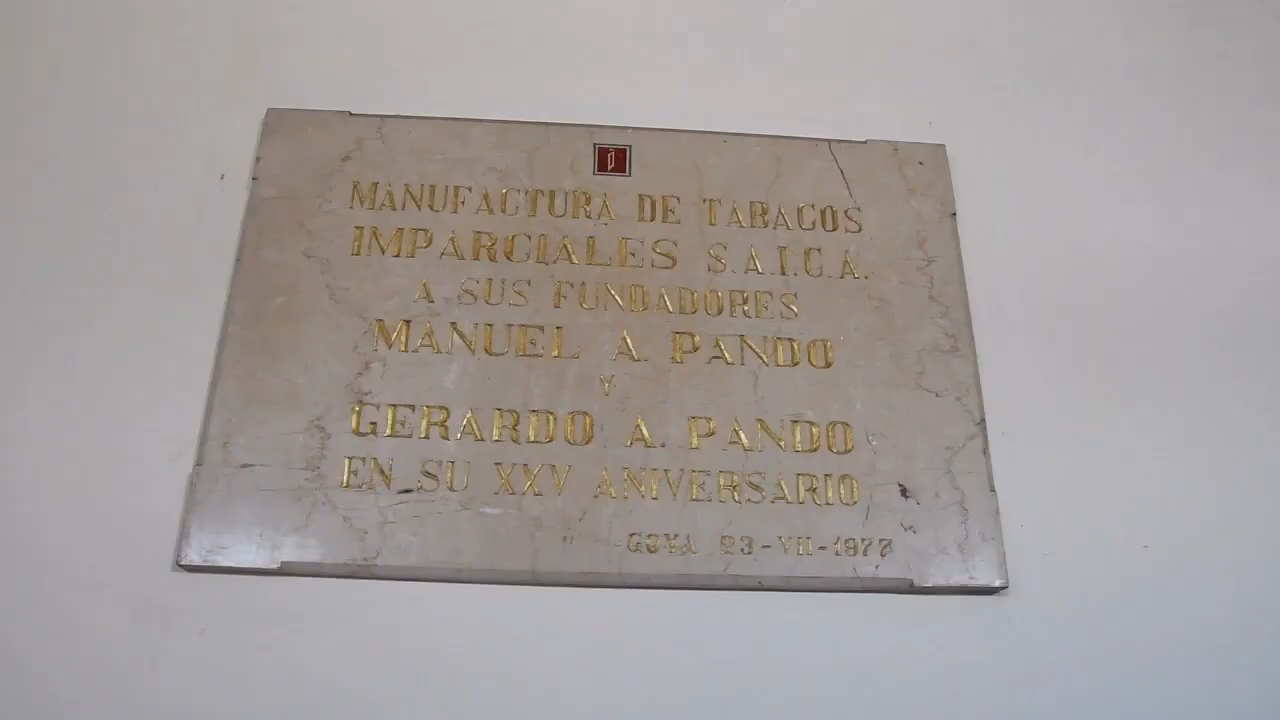 MANUFACTURA DE TABACOS
IMPARCIALES S.A.I.C.A.
A SUS FUNDADORES
MANUEL A. PANDO
Y
GERARDO A. PANDO
EN SU XXV ANIVERSARIO
GOYA 23-VII-1977